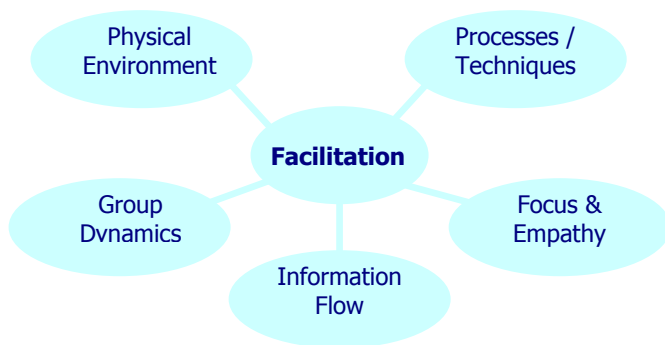 Physical
Environment
Processes /
Techniques
Facilitation
Group
Dvnamics
Focus &
Empathy
Information
Flow